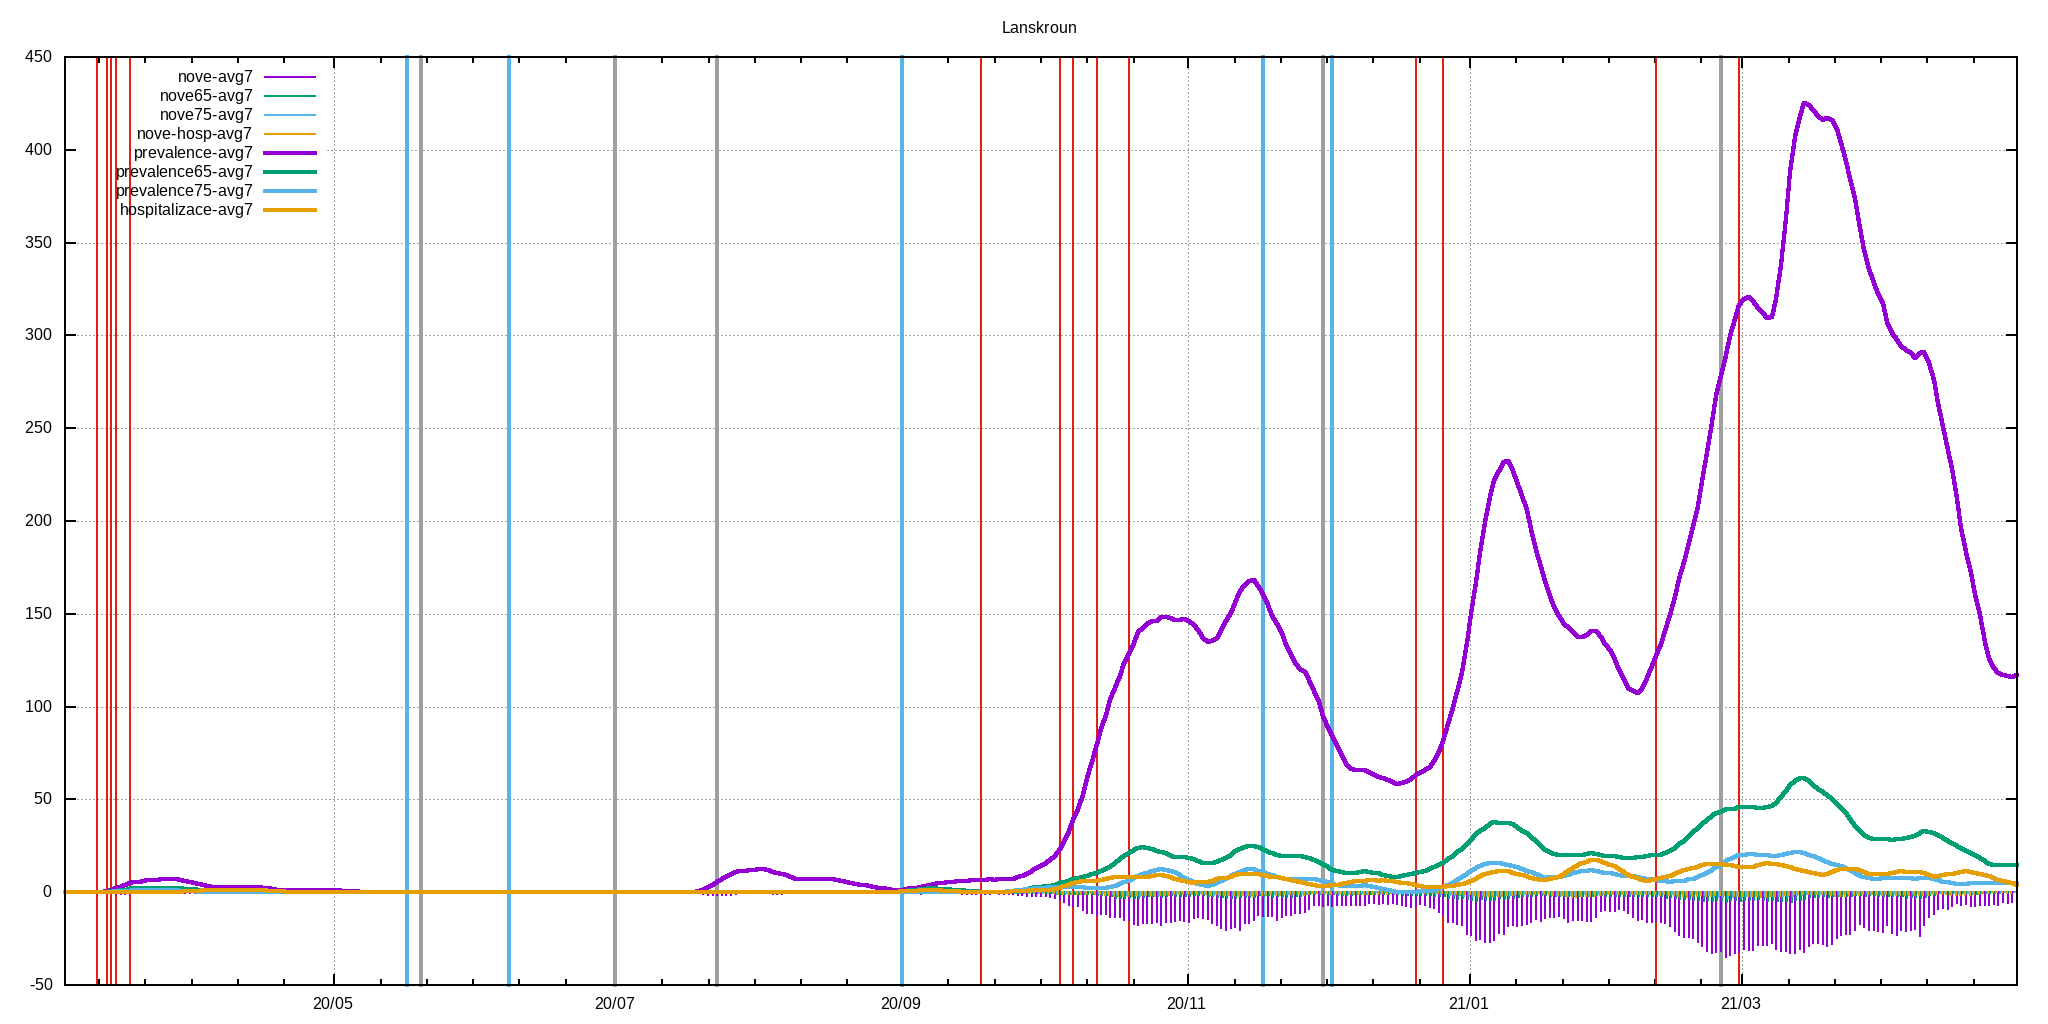 Lanskroun
450
400
350
300
250
200
150
100
50
0
-50
nove-avg7
nove65-avg7
nove75-avg7
nove-hosp-avg7
prevalence-avg7
prevalence65-avg7
prevalence75-avg7
hospitalizace-avg7
20/05 20/07 20/09 20/11 21/01 21/03